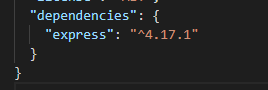 "dependencies": {
"express": "^4.17.1"
}
}